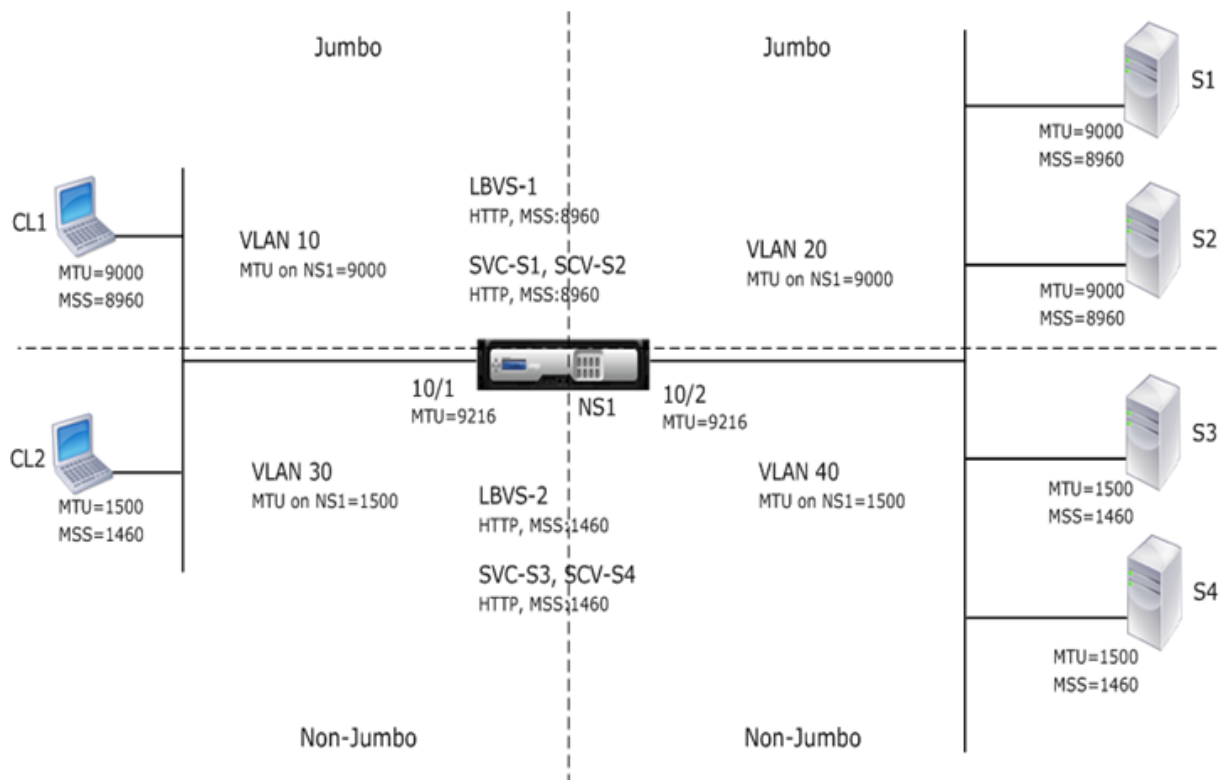 Jumbo
Jumbo
S1
MTU=9000
MSS=8960
CL1
MTU=9000
MSS=8960
VLAN 10
MTU on NS1=9000
LBVS-1
HTTP, MSS:8960
SVC-S1, SCV-S2
HTTP, MSS:8960
VLAN 20
MTU on NS1=9000
S2
MTU=9000
MSS=8960
10/1
MTU=9216
NS1
10/2
MTU=9216
CL2
MTU=1500
MSS=1460
VLAN 30
MTU on NS1=1500
LBVS-2
HTTP, MSS:1460
SVC-S3, SCV-S4
HTTP, MSS:1460
VLAN 40
MTU on NS1=1500
S3
MTU=1500
MSS=1460
S4
MTU=1500
MSS=1460
Non-Jumbo
Non-Jumbo